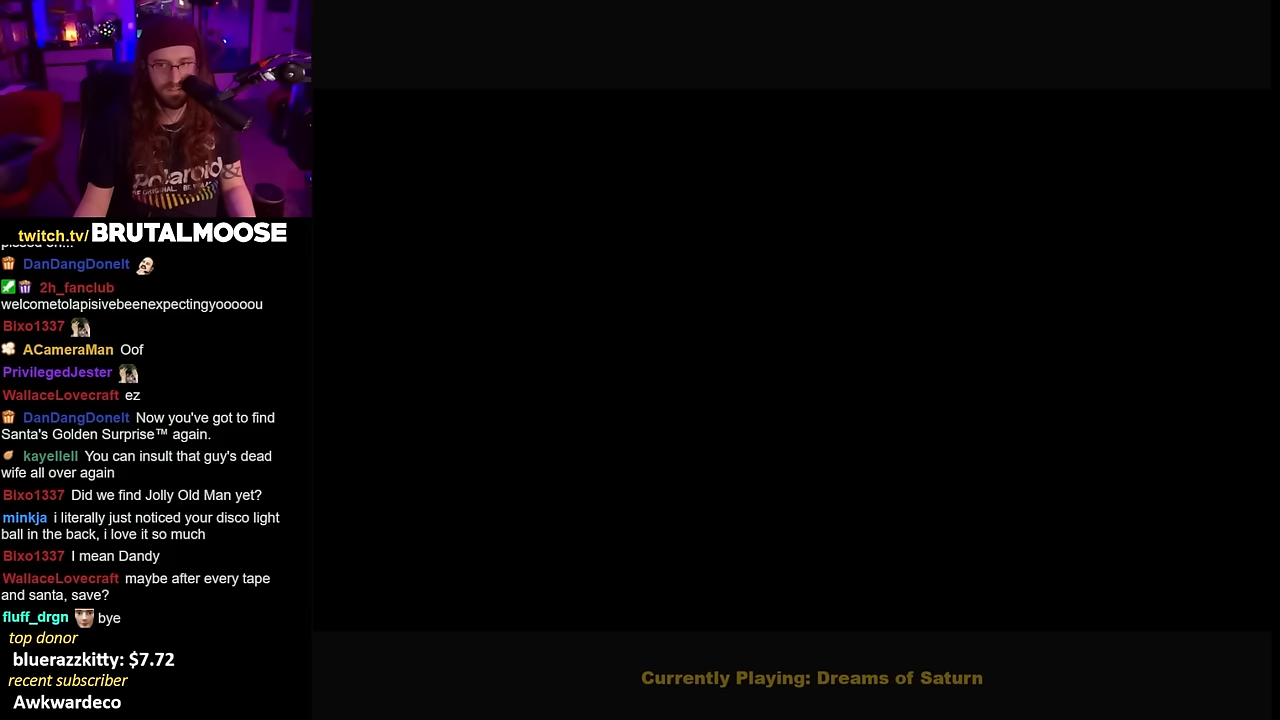 Polaroid&
twitch.tv/BRUTALMOOSE
DanDangDoneIt
2h_fanclub
welcometolapisivebeenexpectingyooooou
Bixo1337
ACameraMan Oof
PrivilegedJester
WallaceLovecraft ez
DanDangDoneIt Now you've got to find
Santa's Golden Surprise™ again.
kayellell You can insult that guy's dead
wife all over again
Bixo1337 Did we find Jolly Old Man yet?
minkja i literally just noticed your disco light
ball in the back, i love it so much
Bixo1337 I mean Dandy
WallaceLovecraft maybe after every tape
and santa, save?
fluff_drgn bye
top donor
bluerazzkitty: $7.72
recent subscriber
Awkwardeco
Currently Playing: Dreams of Saturn